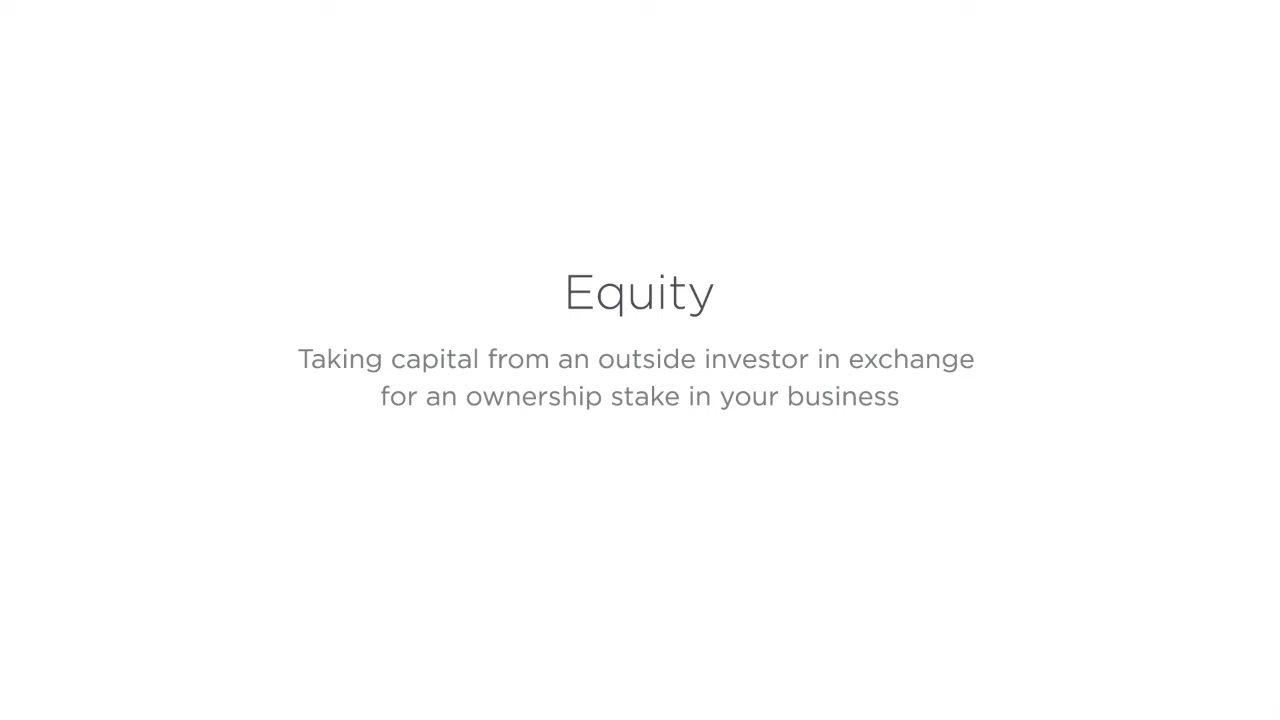 Equity
Taking capital from an outside investor in exchange
for an ownership stake in your business